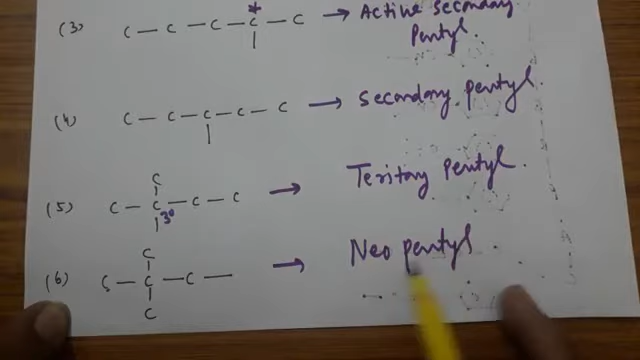 (3) C — C — C — C* — C → Active secondary
Pentyl.
(4) C — C — C — C — C → Secondary pentyl.
C
(5) C — C — C — C → Teritary pentyl.
3°
C
(6) C — C — C — → Neo pentyl.
C